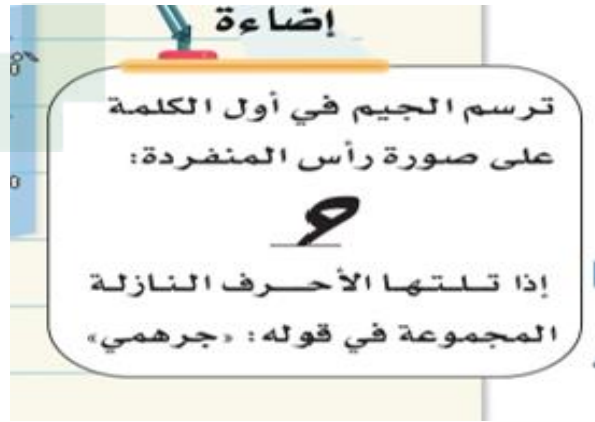 إضاءة
ترسم الجيم في أول الكلمة
على صورة رأس المنفردة:
إذا تلتها الأحرف النازلة
المجموعة في قوله: «جرهمي»